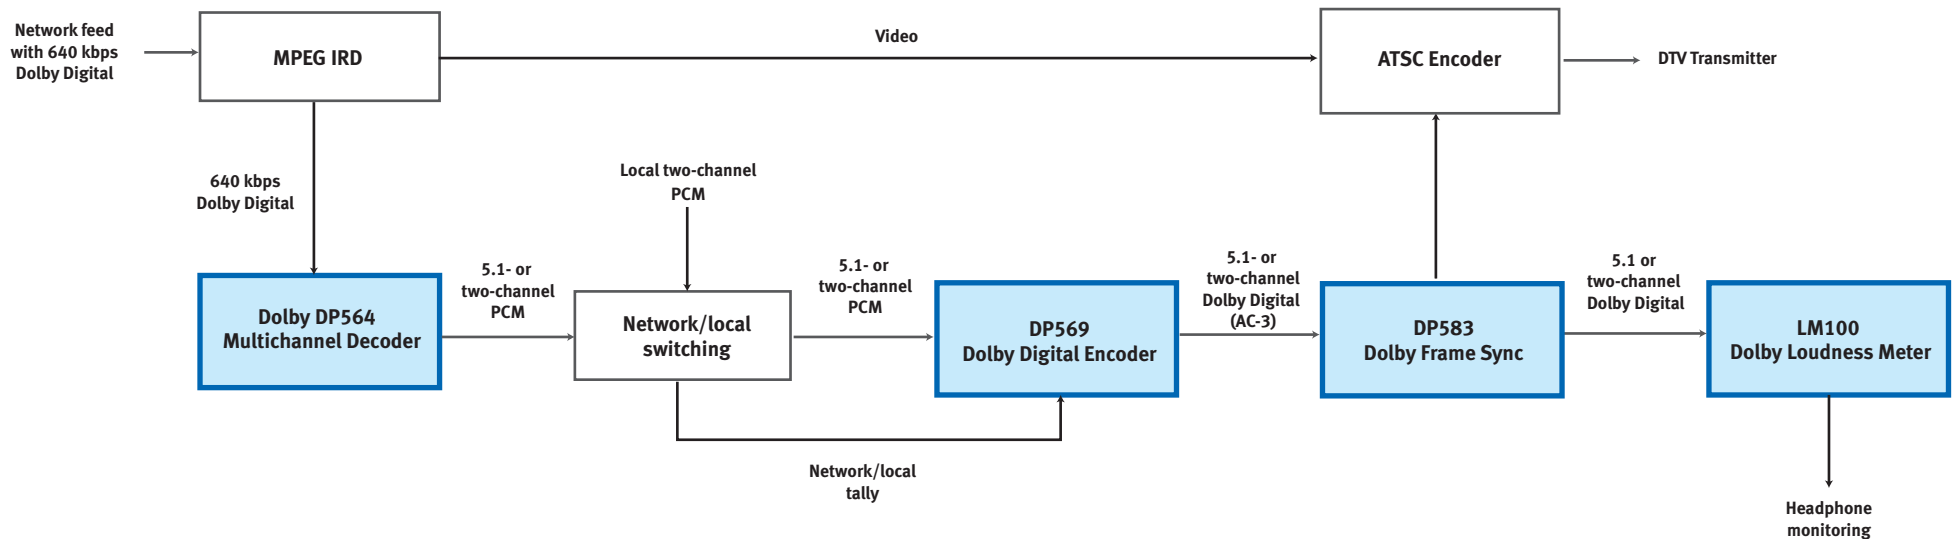 Network feed
with 640 kbps
Dolby Digital
MPEG IRD
Video
ATSC Encoder
DTV Transmitter
640 kbps
Dolby Digital
Local two-channel
PCM
Dolby DP564
Multichannel Decoder
5.1- or
two-channel
PCM
Network/local
switching
5.1- or
two-channel
PCM
DP569
Dolby Digital Encoder
5.1- or
two-channel
Dolby Digital
(AC-3)
DP583
Dolby Frame Sync
5.1 or
two-channel
Dolby Digital
LM100
Dolby Loudness Meter
Network/local
tally
Headphone
monitoring